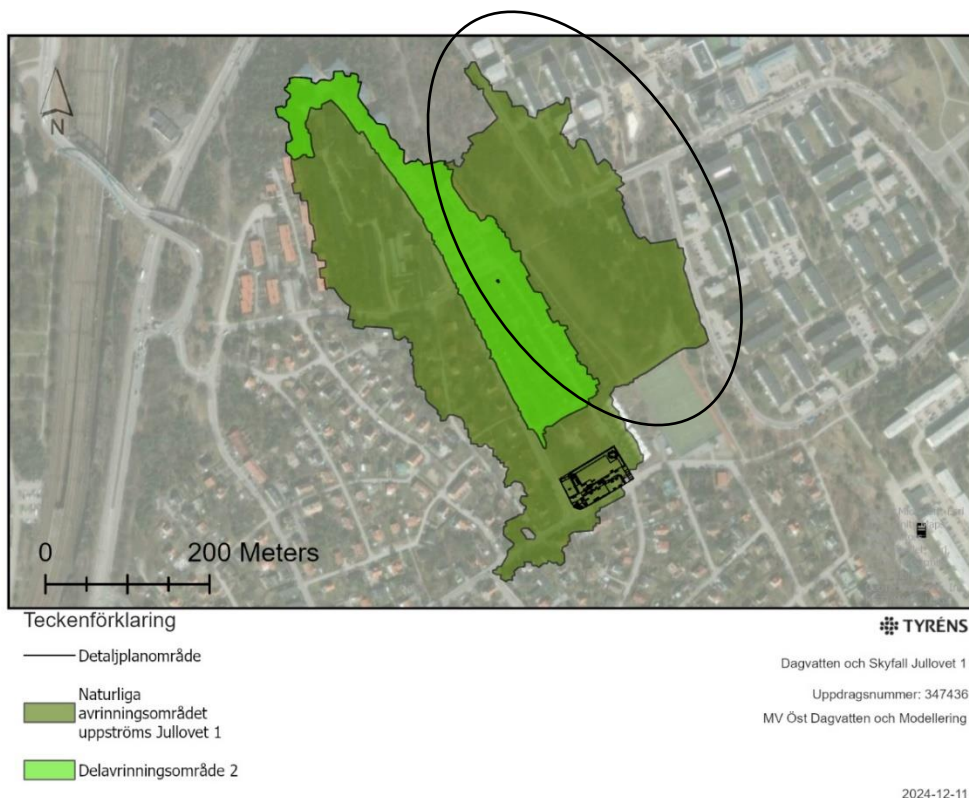 N
0 200 Meters
Teckenförklaring
Detaljplanområde
Naturliga
avrinningsområdet
uppströms Jullovet 1
Delavrinningsområde 2
TYRÉNS
Dagvatten och Skyfall Jullovet 1
Uppdragsnummer: 347436
MV Öst Dagvatten och Modellering
2024-12-11